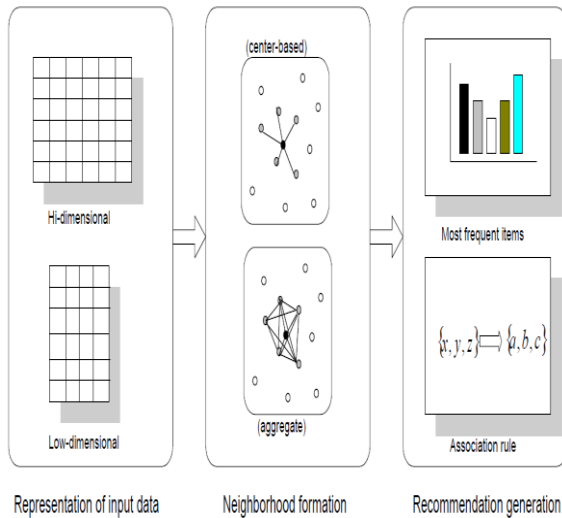 Hi-dimensional
Low-dimensional
Representation of input data
(center-based)
(aggregate)
Neighborhood formation
Most frequent items
{x, y, z} ⟹ {a, b, c}
Association rule
Recommendation generation